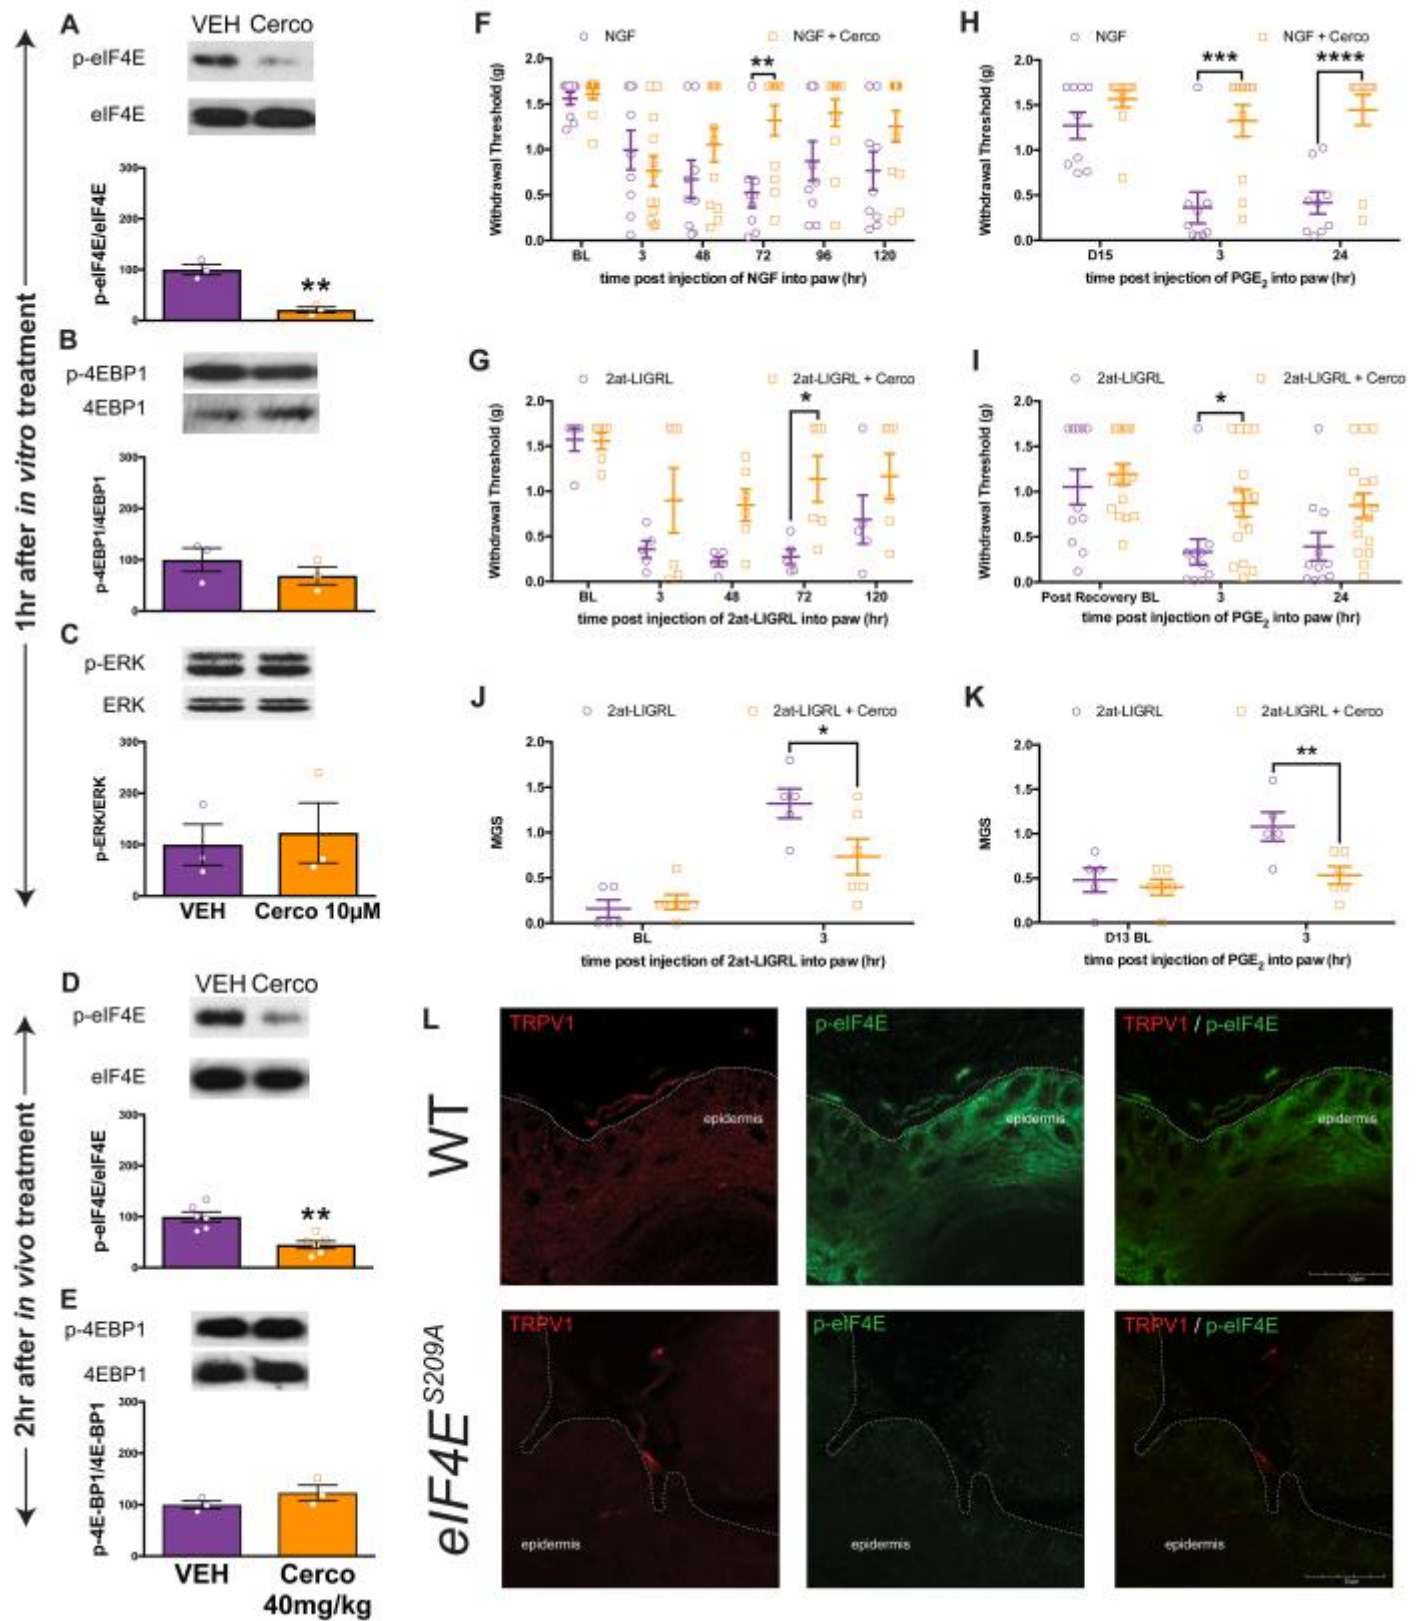 1hr after in vitro treatment
A
VEH Cerco
p-eIF4E
eIF4E
p-eIF4E/eIF4E
300
200
100
0
**
B
p-4EBP1
4EBP1
p-4EBP1/4EBP1
300
200
100
0
C
p-ERK
ERK
p-ERK/ERK
300
200
100
0
VEH Cerco 10µM
2hr after in vivo treatment
D
VEH Cerco
p-eIF4E
eIF4E
p-eIF4E/eIF4E
300
200
100
0
**
E
p-4EBP1
4EBP1
p-4E-BP1/4E-BP1
300
200
100
0
VEH Cerco
40mg/kg
F
NGF NGF + Cerco
Withdrawal Threshold (g)
2.0
1.5
1.0
0.5
0.0
**
BL 3 48 72 96 120
time post injection of NGF into paw (hr)
H
NGF NGF + Cerco
Withdrawal Threshold (g)
2.0
1.5
1.0
0.5
0.0
*** ****
D15 3 24
time post injection of PGE2 into paw (hr)
G
2at-LIGRL 2at-LIGRL + Cerco
Withdrawal Threshold (g)
2.0
1.5
1.0
0.5
0.0
*
BL 3 48 72 120
time post injection of 2at-LIGRL into paw (hr)
I
2at-LIGRL 2at-LIGRL + Cerco
Withdrawal Threshold (g)
2.0
1.5
1.0
0.5
0.0
*
Post Recovery BL 3 24
time post injection of PGE2 into paw (hr)
J
2at-LIGRL 2at-LIGRL + Cerco
MGS
2.0
1.5
1.0
0.5
0.0
*
BL 3
time post injection of 2at-LIGRL into paw (hr)
K
2at-LIGRL 2at-LIGRL + Cerco
MGS
2.0
1.5
1.0
0.5
0.0
**
D13 BL 3
time post injection of PGE2 into paw (hr)
L
WT
TRPV1
epidermis
p-eIF4E
epidermis
TRPV1 / p-eIF4E
epidermis
eIF4E S209A
TRPV1
epidermis
p-eIF4E
epidermis
TRPV1 / p-eIF4E
epidermis